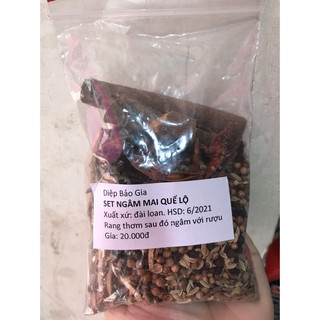 Diệp Bảo Gia
SET NGÂM MAI QUẾ LỘ
Xuất xứ: đài loan. HSD: 6/2021
Rang thơm sau đó ngâm với rượu
Gía: 20.000đ